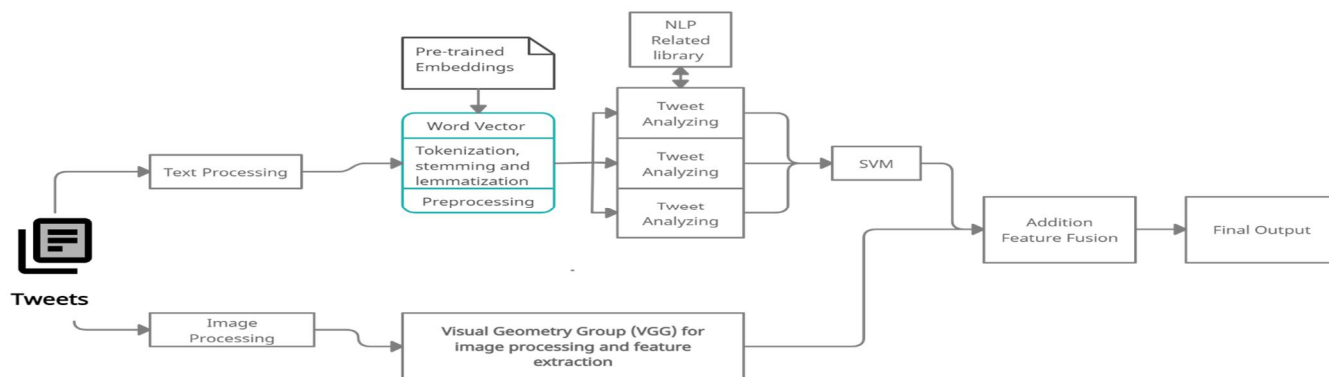 NLP
Related
library
Pre-trained
Embeddings
Word Vector
Tokenization,
stemming and
lemmatization
Preprocessing
Tweet
Analyzing
Tweet
Analyzing
Tweet
Analyzing
Text Processing
SVM
Addition
Feature Fusion
Final Output
Tweets
Image
Processing
Visual Geometry Group (VGG) for
image processing and feature
extraction